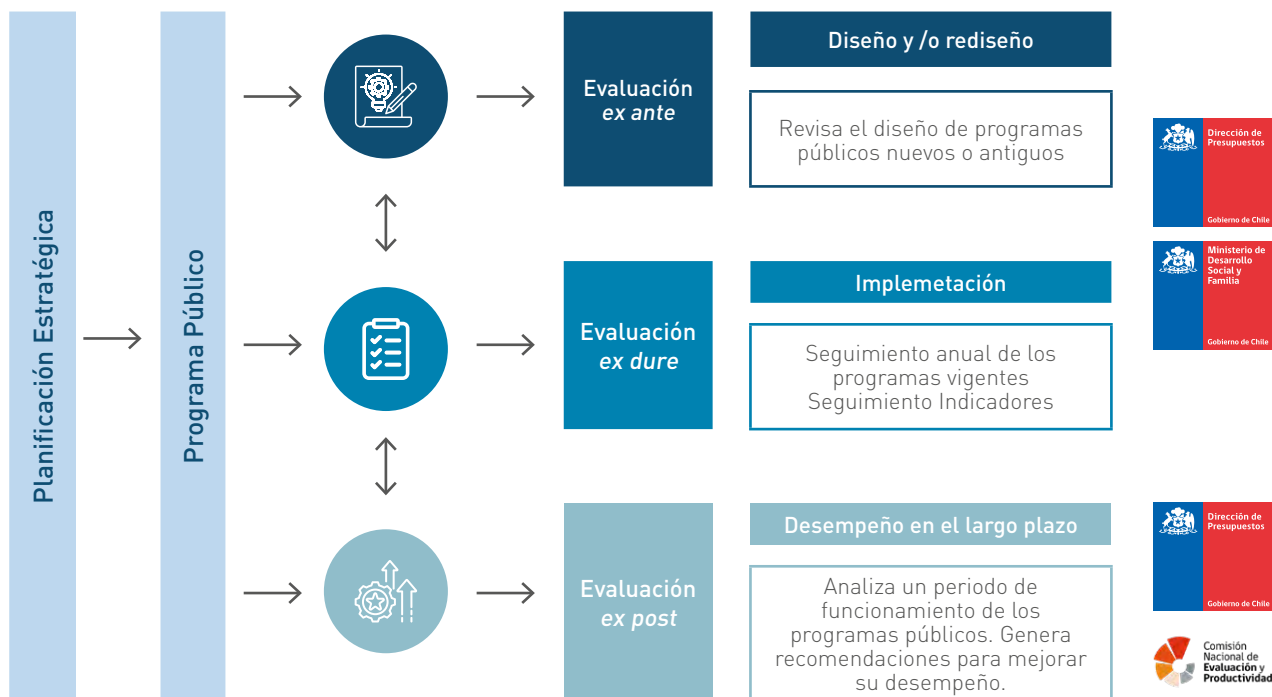 Planificación Estratégica
Programa Público
Evaluación
ex ante
Diseño y /o rediseño
Revisa el diseño de programas
públicos nuevos o antiguos
Dirección de
Presupuestos
Gobierno de Chile
Ministerio de
Desarrollo
Social y
Familia
Gobierno de Chile
Evaluación
ex dure
Implemetación
Seguimiento anual de los
programas vigentes
Seguimiento Indicadores
Evaluación
ex post
Desempeño en el largo plazo
Analiza un periodo de
funcionamiento de los
programas públicos. Genera
recomendaciones para mejorar
su desempeño.
Dirección de
Presupuestos
Gobierno de Chile
Comisión
Nacional de
Evaluación y
Productividad